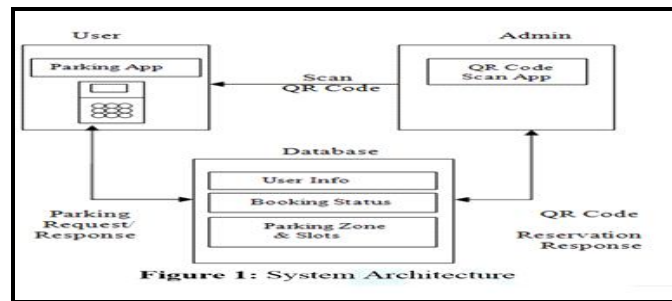 User
Admin
Parking App
QR Code
Scan App
Scan
QR Code
Database
User Info
Booking Status
Parking Zone
& Slots
Parking
Request/
Response
QR Code
Reservation
Response
Figure 1: System Architecture